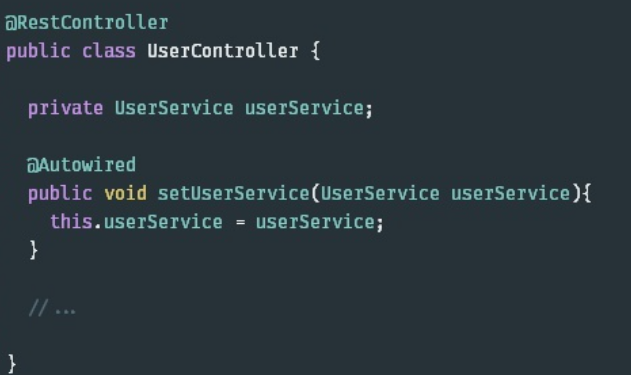 @RestController
public class UserController {
private UserService userService;
@Autowired
public void setUserService(UserService userService){
this.userService = userService;
}
//...
}